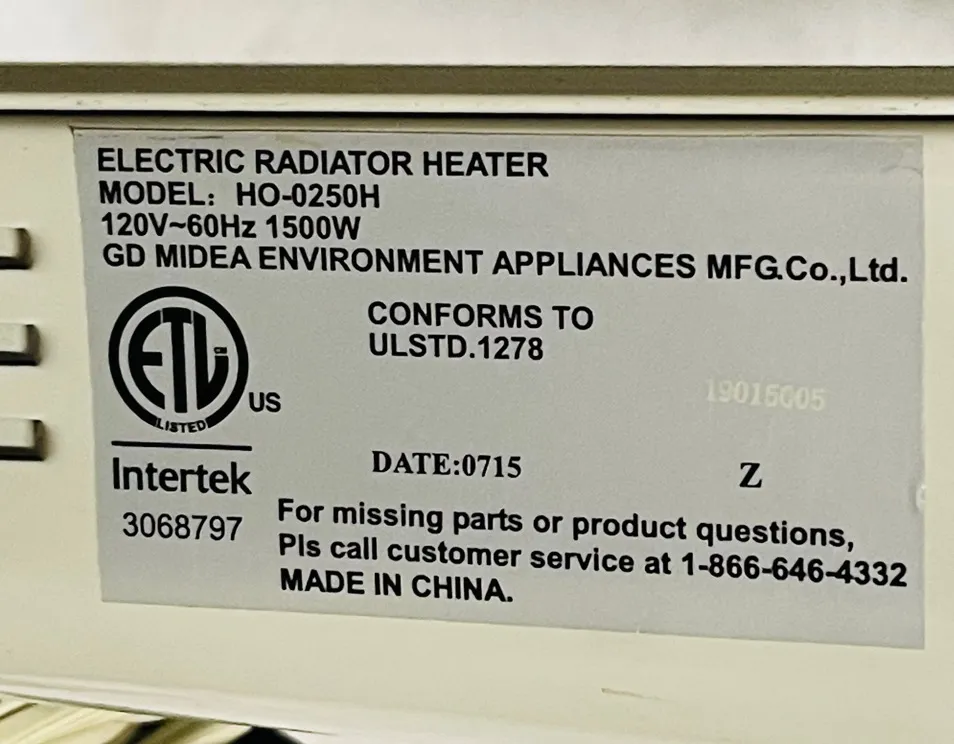 ELECTRIC RADIATOR HEATER
MODEL: HO-0250H
120V~60Hz 1500W
GD MIDEA ENVIRONMENT APPLIANCES MFG.Co.,Ltd.
CONFORMS TO
ULSTD.1278
ETL CM
US
LISTED
19015005
Intertek
3068797
DATE:0715
Z
For missing parts or product questions,
Pls call customer service at 1-866-646-4332
MADE IN CHINA.